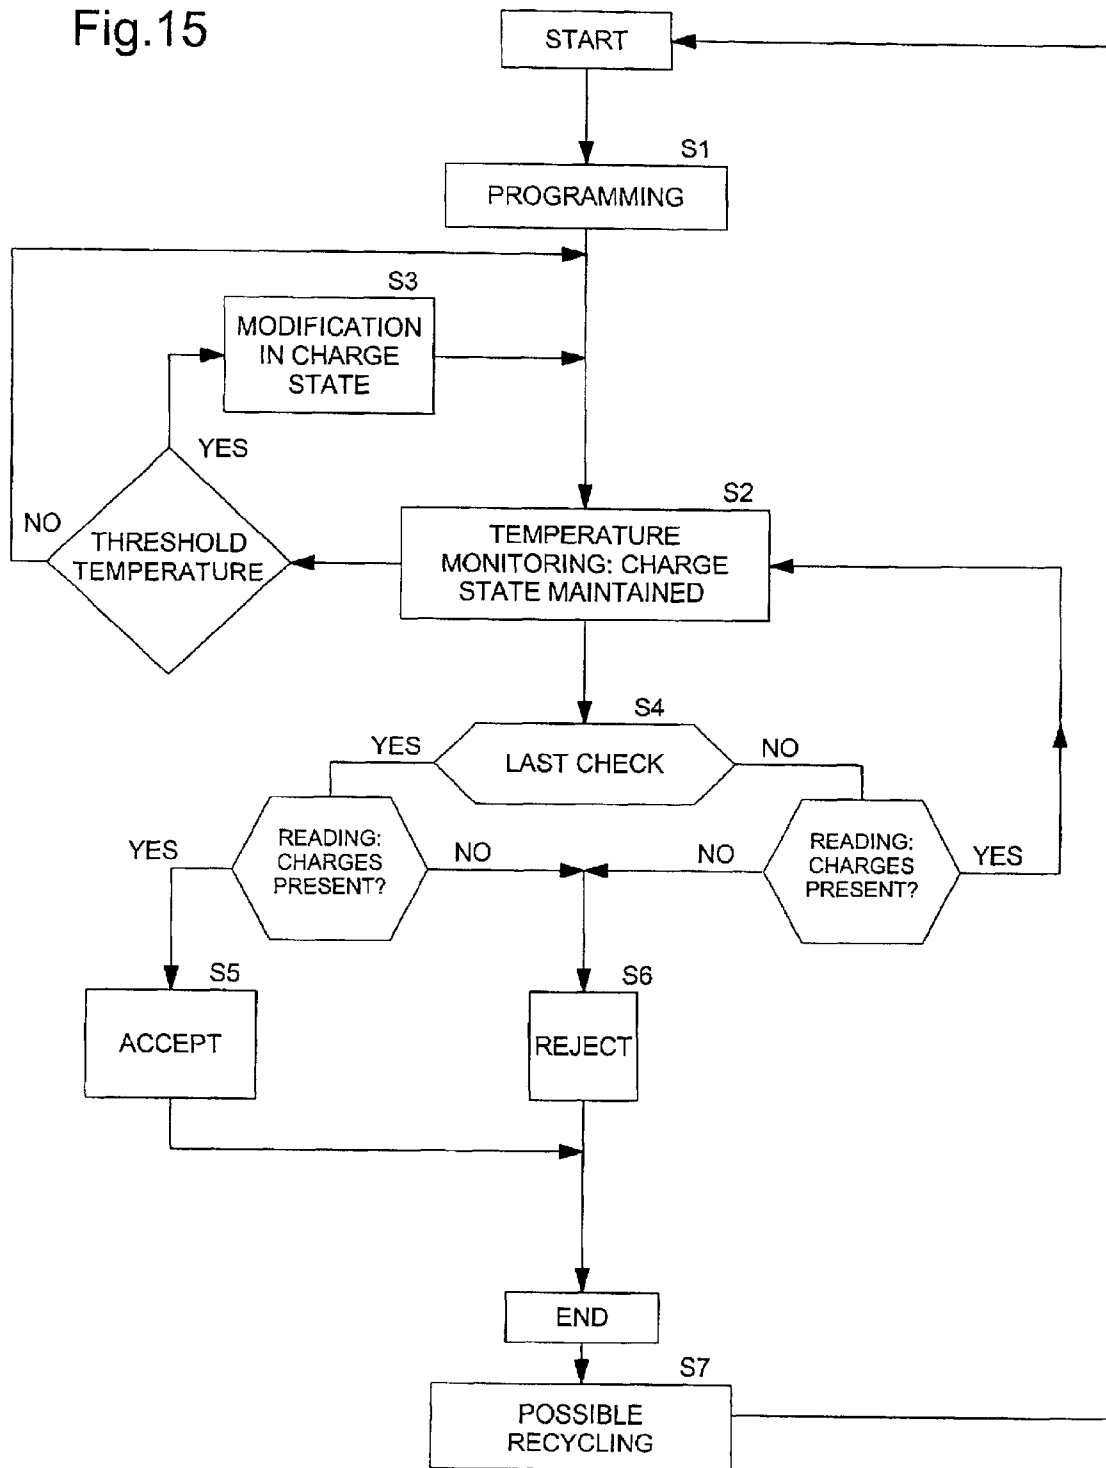 Fig.15
START
S1
PROGRAMMING
S3
MODIFICATION
IN CHARGE
STATE
YES
NO
THRESHOLD
TEMPERATURE
S2
TEMPERATURE
MONITORING: CHARGE
STATE MAINTAINED
S4
YES
LAST CHECK
NO
YES
READING:
CHARGES
PRESENT?
NO
NO
READING:
CHARGES
PRESENT?
YES
S5
ACCEPT
S6
REJECT
END
S7
POSSIBLE
RECYCLING